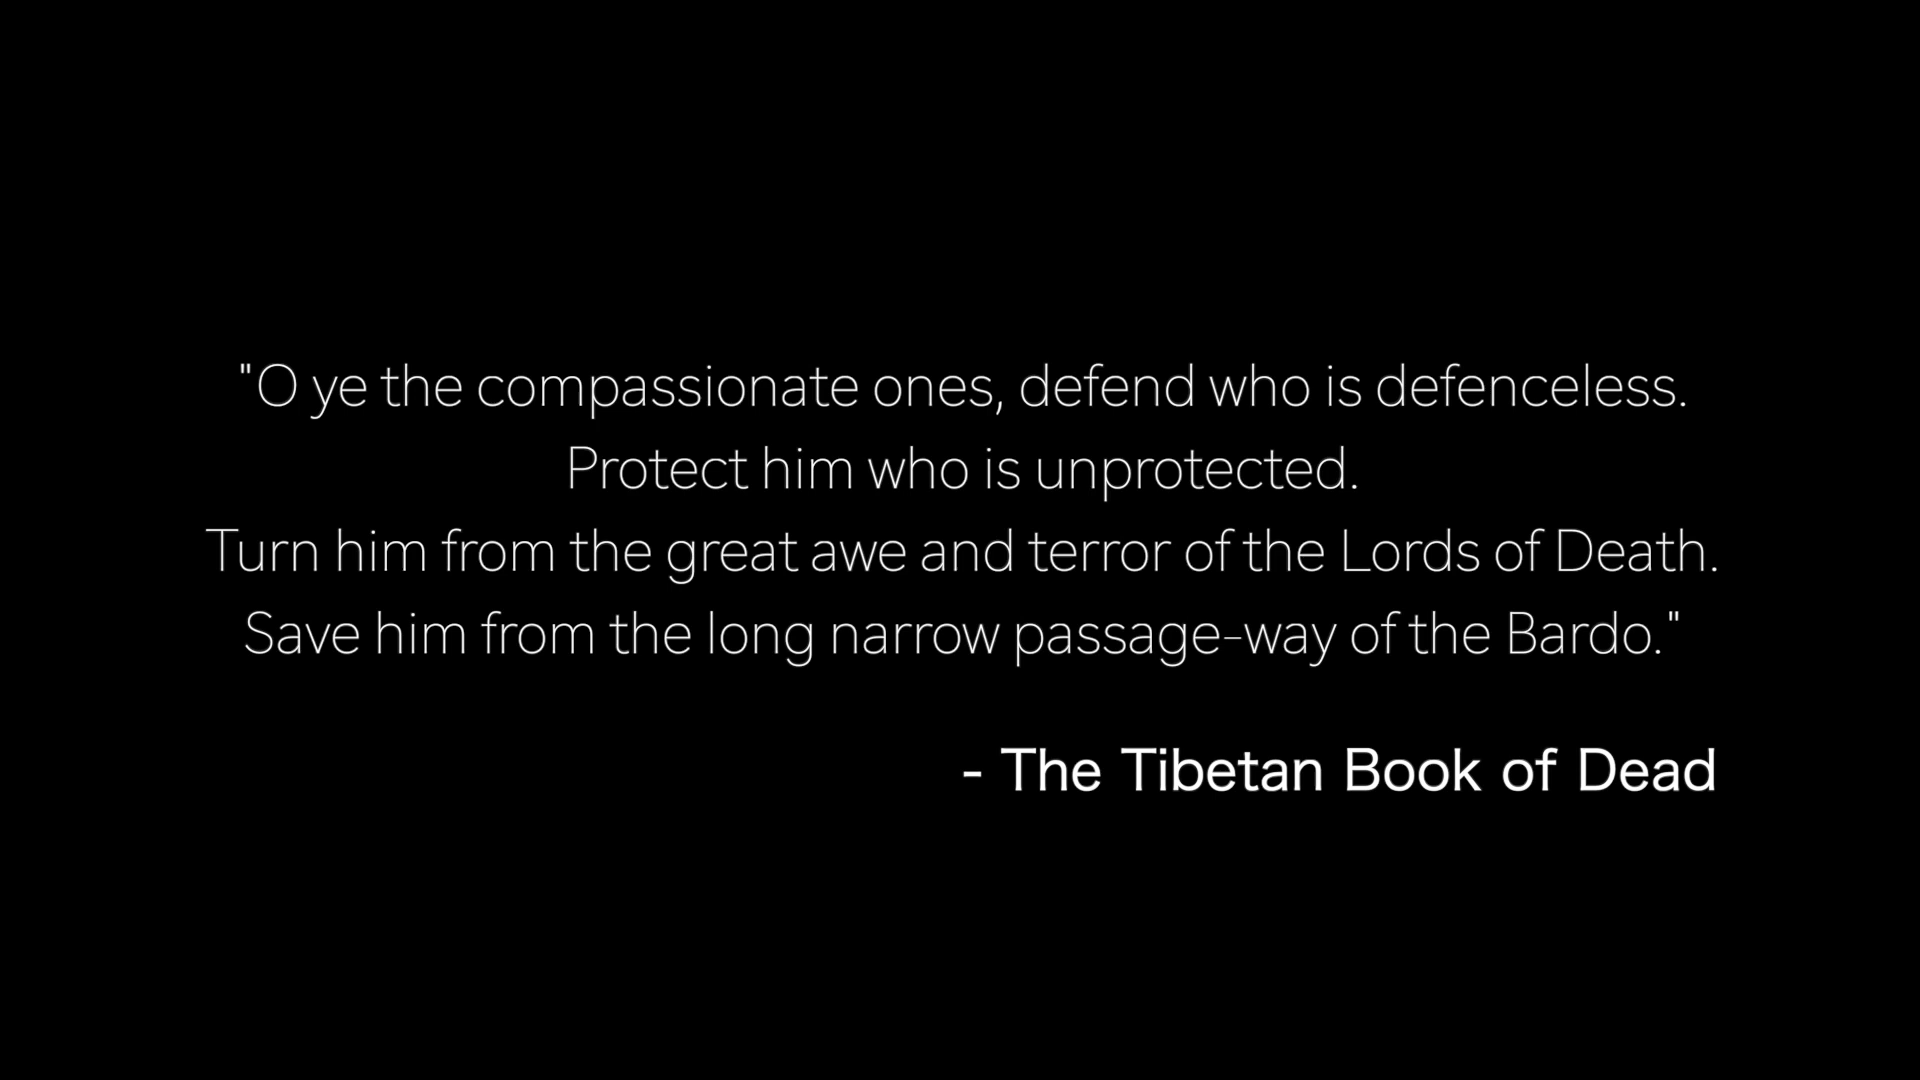 "O ye the compassionate ones, defend who is defenceless.
Protect him who is unprotected.
Turn him from the great awe and terror of the Lords of Death.
Save him from the long narrow passage-way of the Bardo."
- The Tibetan Book of Dead